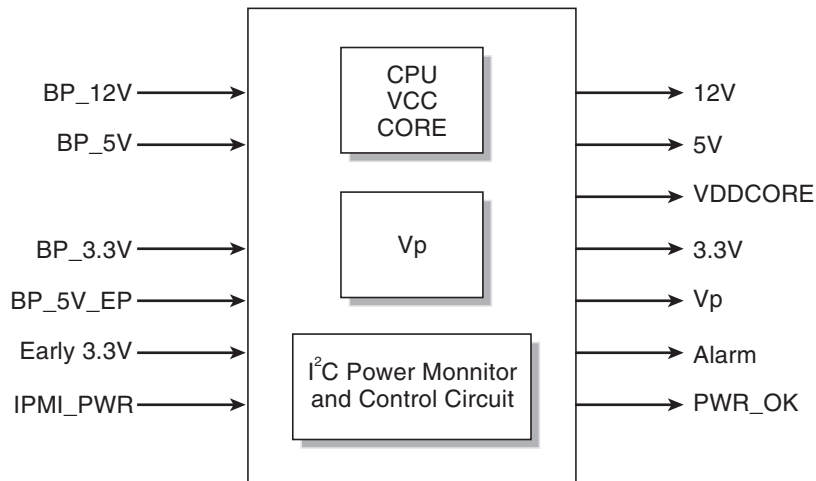 BP_12V
BP_5V
BP_3.3V
BP_5V_EP
Early 3.3V
IPMI_PWR
CPU
VCC
CORE
Vp
I²C Power Monnitor
and Control Circuit
12V
5V
VDDCORE
3.3V
Vp
Alarm
PWR_OK